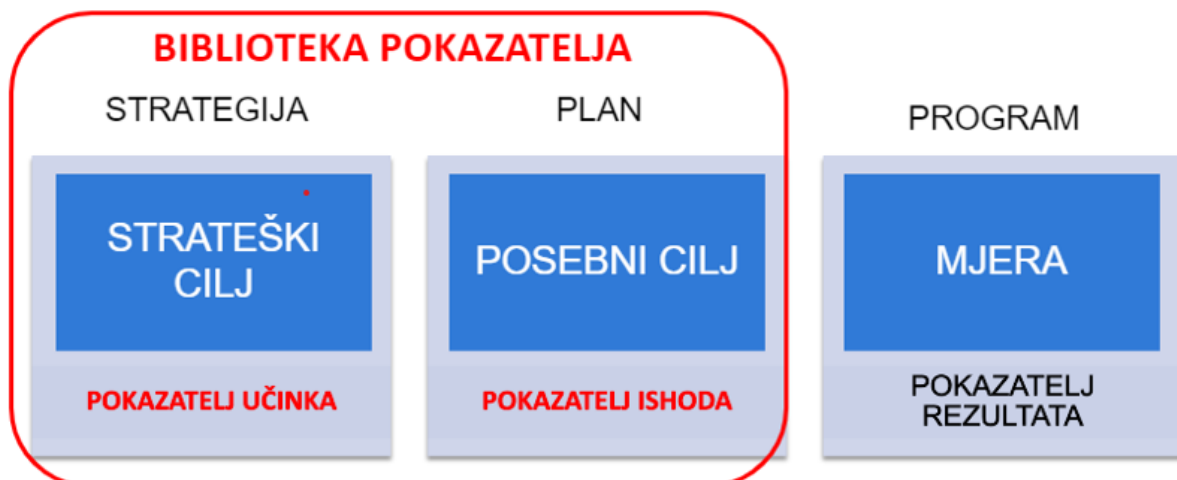 BIBLIOTEKA POKAZATELJA
STRATEGIJA
PLAN
PROGRAM
STRATEŠKI
CILJ
POSEBNI CILJ
MJERA
POKAZATELJ UČINKA
POKAZATELJ ISHODA
POKAZATELJ
REZULTATA